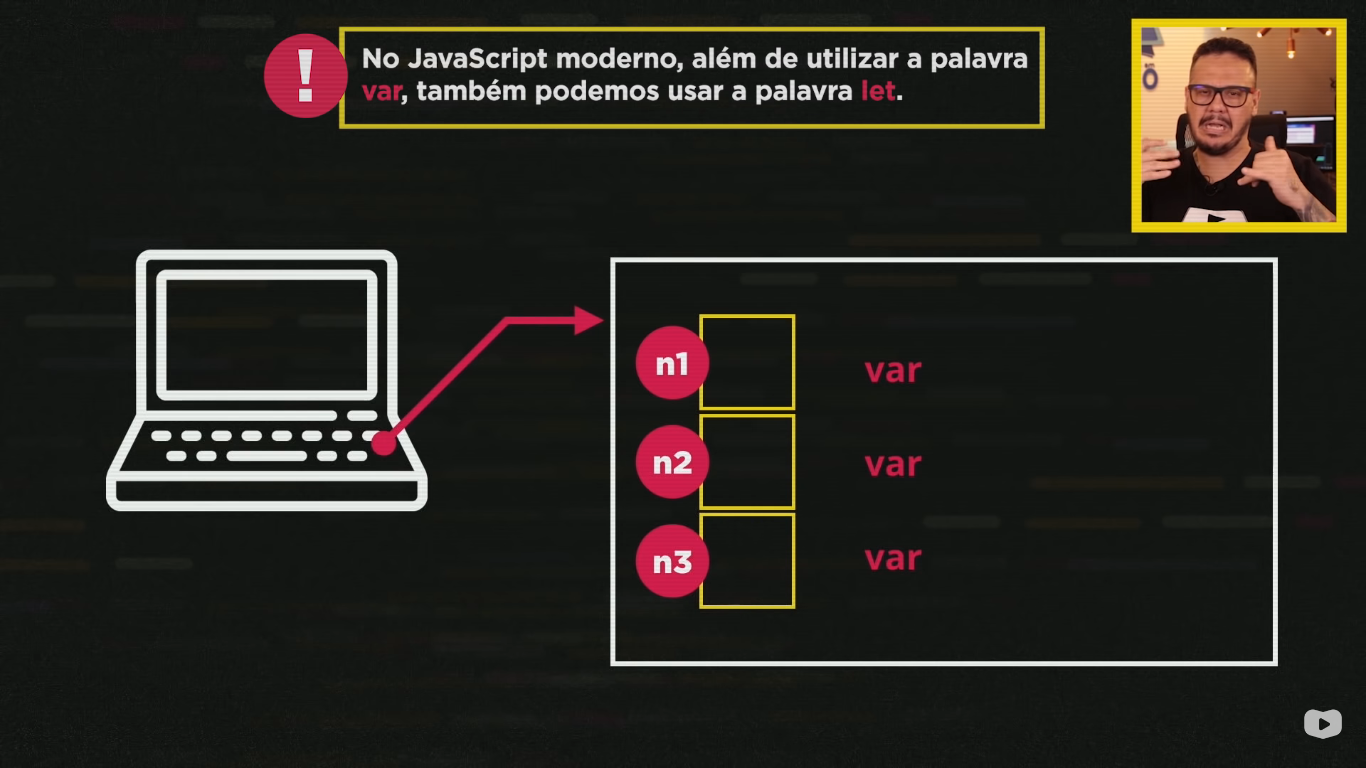 No JavaScript moderno, além de utilizar a palavra
var, também podemos usar a palavra let.
n1 var
n2 var
n3 var